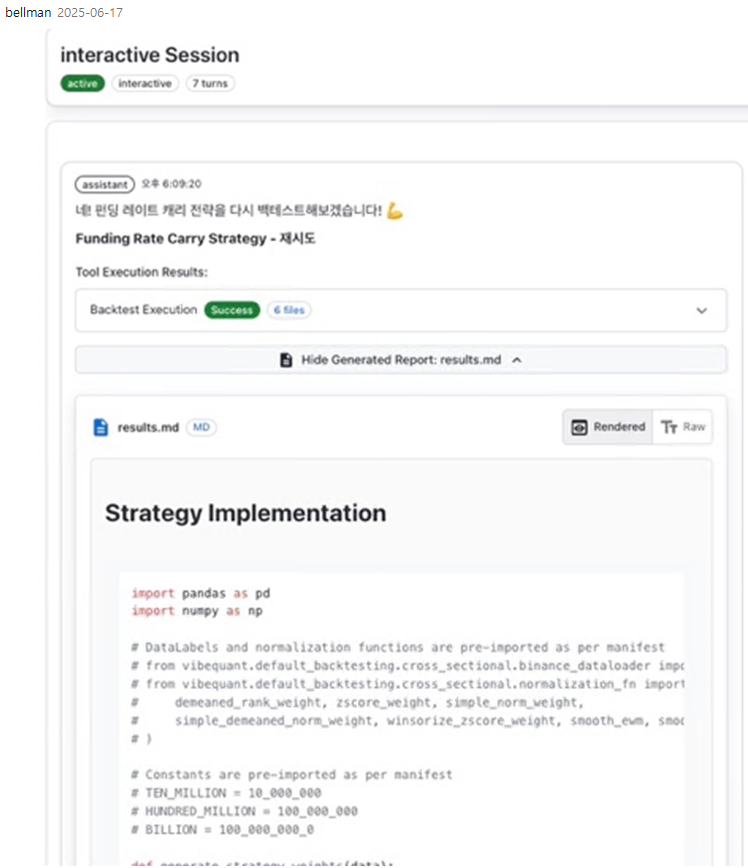 bellman 2025-06-17
interactive Session
active interactive 7 turns
assistant 오후 6:09:20
네! 펀딩 레이트 캐리 전략을 다시 백테스트해보겠습니다! 💪
Funding Rate Carry Strategy - 재시도
Tool Execution Results:
Backtest Execution Success 6 files
Hide Generated Report: results.md
results.md MD Rendered Raw
Strategy Implementation
import pandas as pd
import numpy as np
# DataLabels and normalization functions are pre-imported as per manifest
# from vibequant.default_backtesting.cross_sectional.binance_dataloader impo
# from vibequant.default_backtesting.cross_sectional.normalization_fn import
#     demeaned_rank_weight, zscore_weight, simple_norm_weight,
#     simple_demeaned_norm_weight, winsorize_zscore_weight, smooth_ewm, smoo
# )
# Constants are pre-imported as per manifest
# TEN_MILLION = 10_000_000
# HUNDRED_MILLION = 100_000_000
# BILLION = 100_000_000_0
def generate_strategy_weights(data):